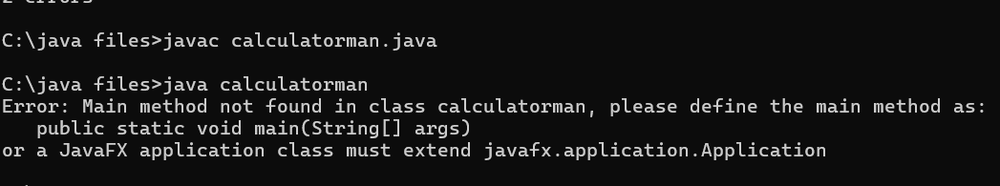 2 errors
C:\java files>javac calculatorman.java
C:\java files>java calculatorman
Error: Main method not found in class calculatorman, please define the main method as:
   public static void main(String[] args)
or a JavaFX application class must extend javafx.application.Application